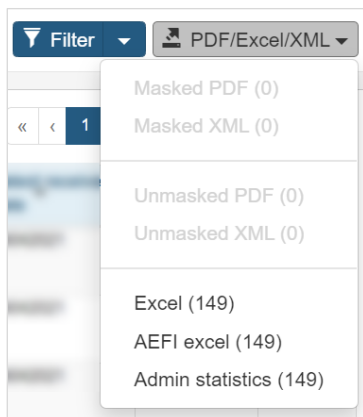 Filter
PDF/Excel/XML
Masked PDF (0)
« ‹ 1
Masked XML (0)
Unmasked PDF (0)
Unmasked XML (0)
Excel (149)
AEFI excel (149)
Admin statistics (149)